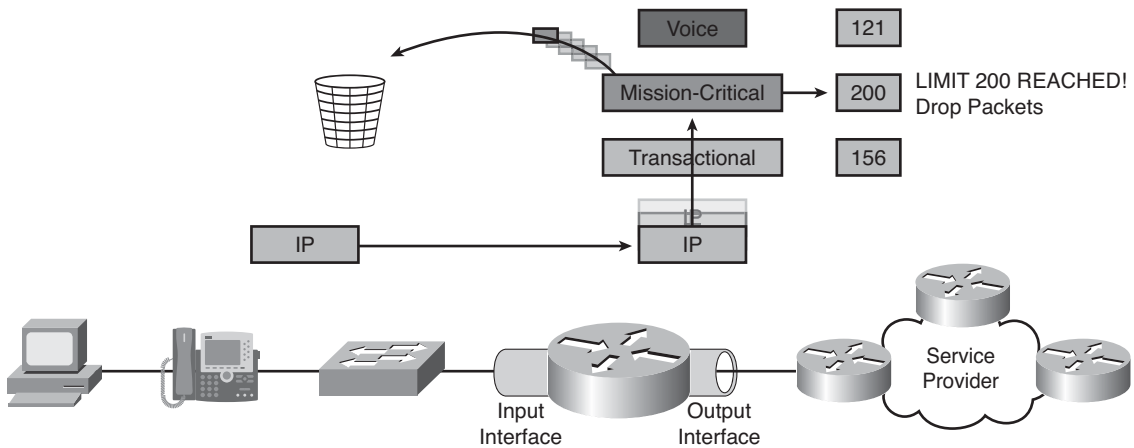 Voice
121
Mission-Critical
200
LIMIT 200 REACHED!
Drop Packets
Transactional
156
IP
IP
IP
Service
Provider
Input
Interface
Output
Interface